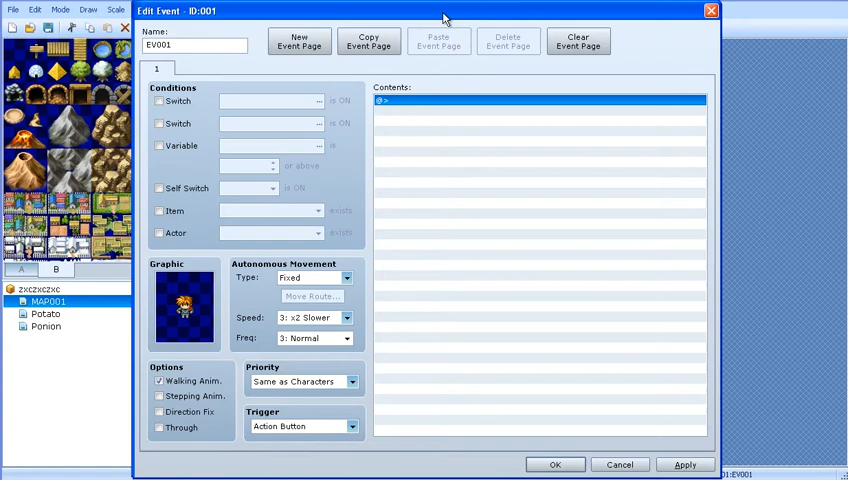 Edit Event - ID:001
File Edit Mode Draw Scale
Name:
EV001
New
Event Page
Copy
Event Page
Paste
Event Page
Delete
Event Page
Clear
Event Page
1
Conditions
Switch ... is ON
Switch ... is ON
Variable ... is
or above
Self Switch is ON
Item exists
Actor exists
Contents:
@>
A B
zxczxczxc
MAP001
Potato
Ponion
Graphic
Autonomous Movement
Type: Fixed
Move Route...
Speed: 3: x2 Slower
Freq: 3: Normal
Options
Walking Anim.
Stepping Anim.
Direction Fix
Through
Priority
Same as Characters
Trigger
Action Button
OK Cancel Apply
1:EV001